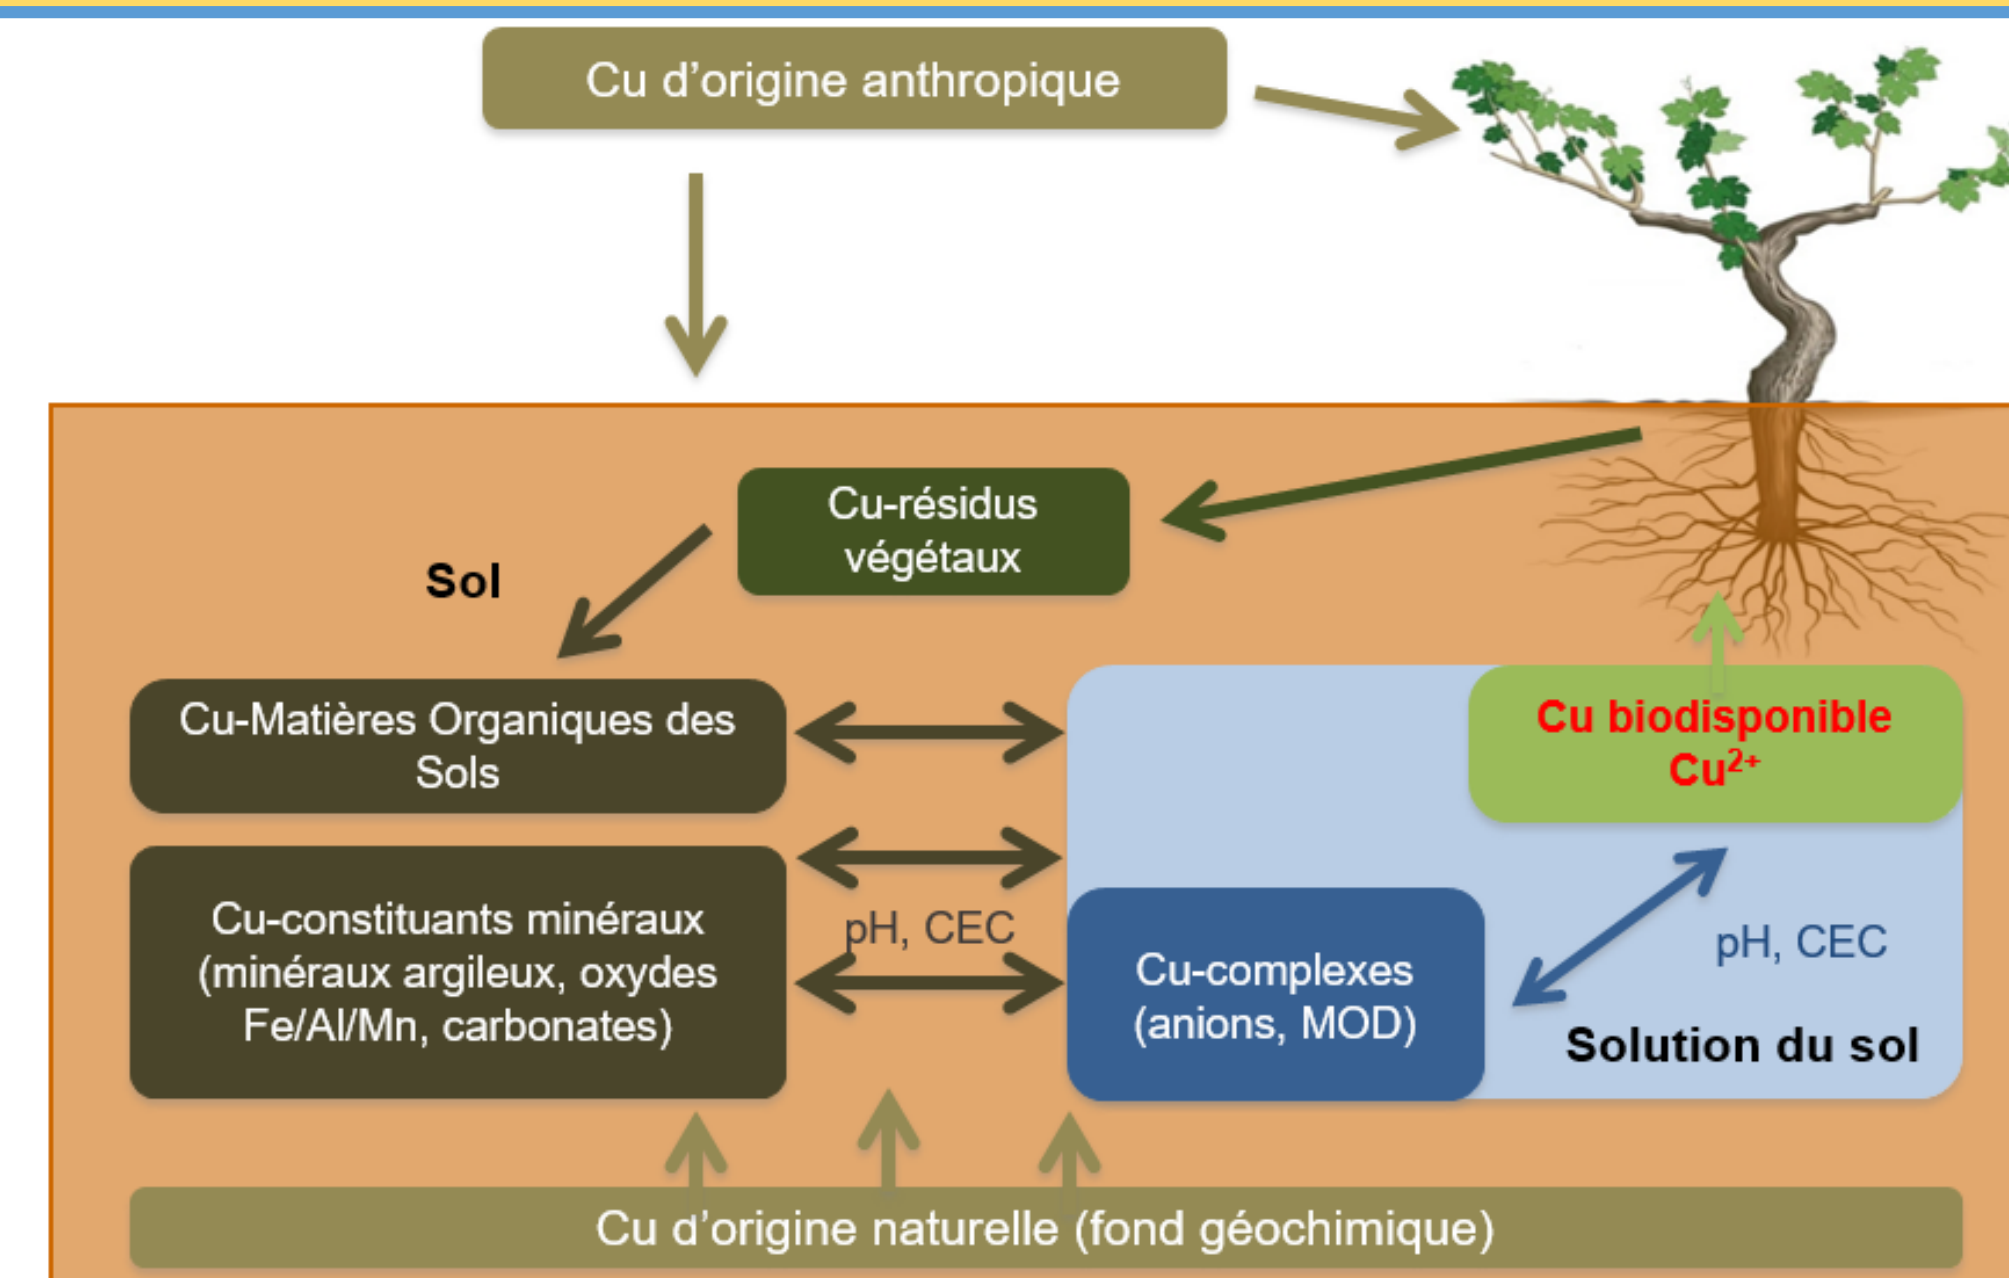 Cu d’origine anthropique
Cu-résidus
végétaux
Sol
Cu-Matières Organiques des
Sols
Cu biodisponible
Cu²⁺
Cu-constituants minéraux
(minéraux argileux, oxydes
Fe/Al/Mn, carbonates)
pH, CEC
Cu-complexes
(anions, MOD)
pH, CEC
Solution du sol
Cu d’origine naturelle (fond géochimique)